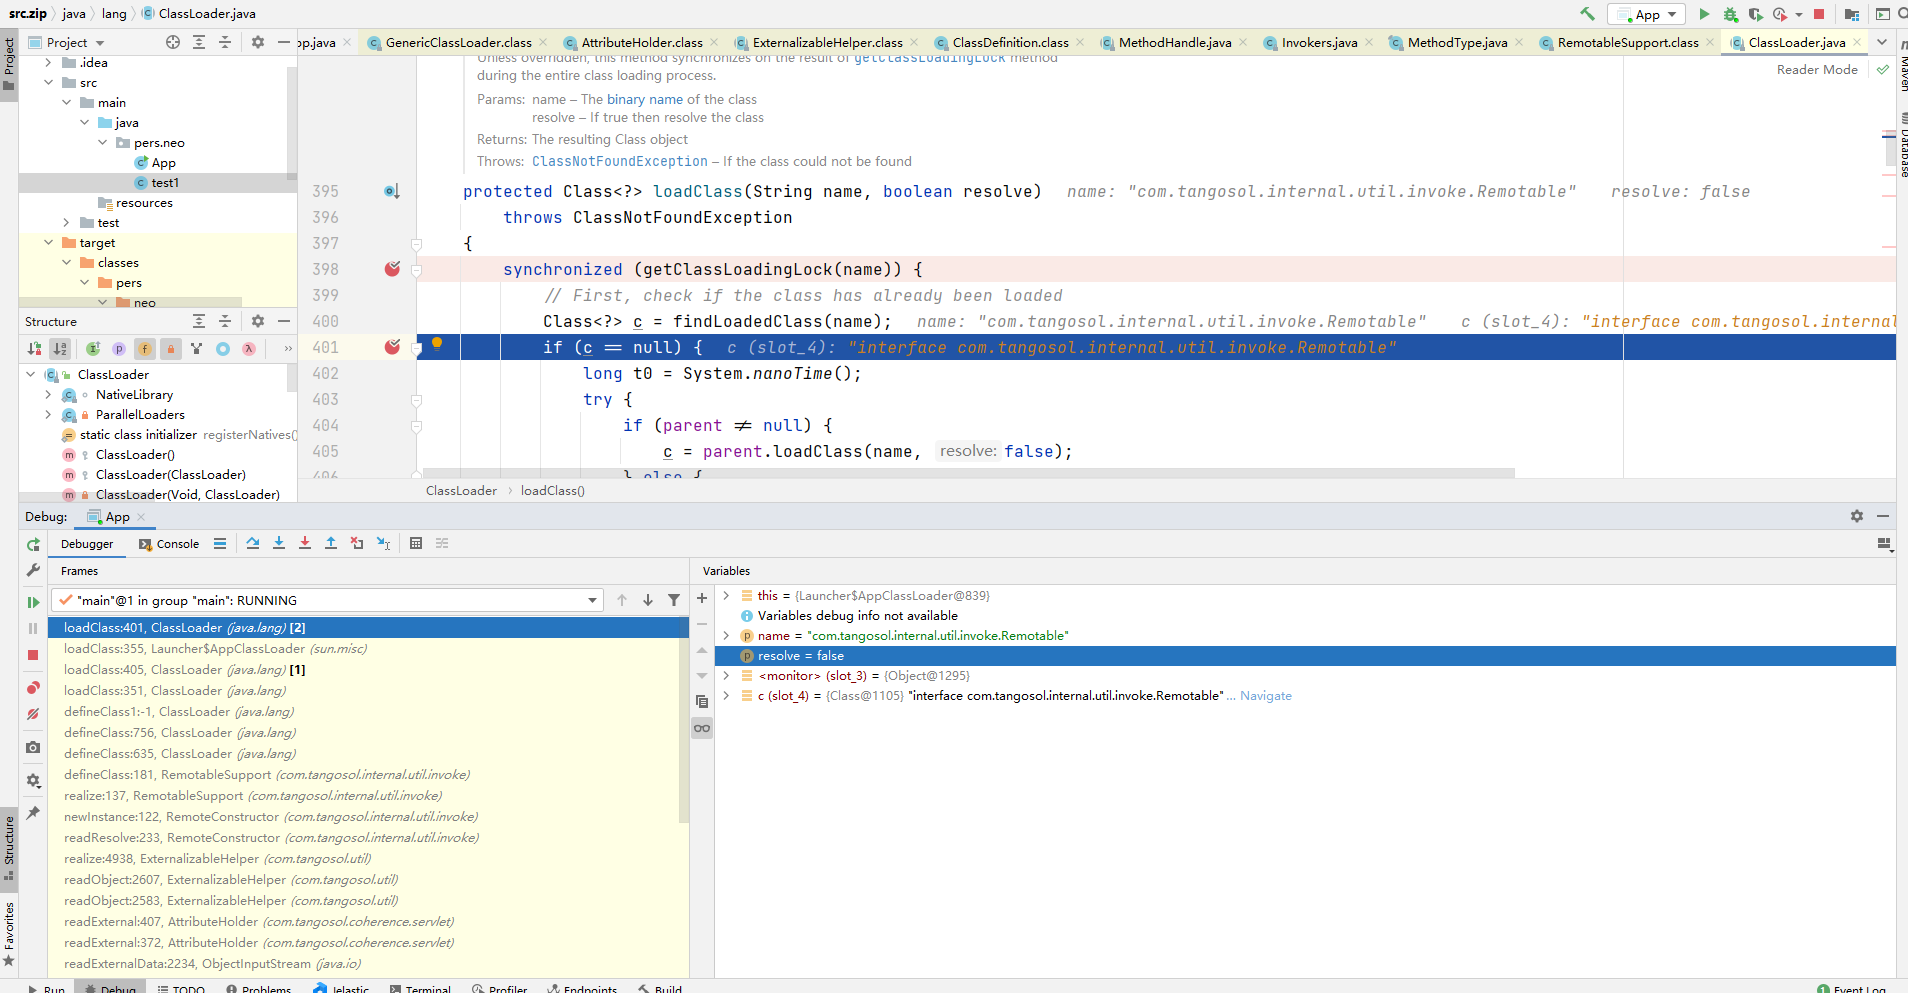 src.zip java lang ClassLoader.java
App
Project
pp.java GenericClassLoader.class AttributeHolder.class ExternalizableHelper.class ClassDefinition.class MethodHandle.java Invokers.java MethodType.java RemotableSupport.class ClassLoader.java
Project
Maven
Database
.idea
src
main
java
pers.neo
App
test1
resources
test
target
classes
pers
neo
Unless overridden, this method synchronizes on the result of getClassLoadingLock method
during the entire class loading process.
Reader Mode
Params: name – The binary name of the class
resolve – If true then resolve the class
Returns: The resulting Class object
Throws: ClassNotFoundException – If the class could not be found
395 protected Class<?> loadClass(String name, boolean resolve) name: "com.tangosol.internal.util.invoke.Remotable" resolve: false
396 throws ClassNotFoundException
397 {
398 synchronized (getClassLoadingLock(name)) {
399 // First, check if the class has already been loaded
400 Class<?> c = findLoadedClass(name); name: "com.tangosol.internal.util.invoke.Remotable" c (slot_4): "interface com.tangosol.internal
401 if (c == null) { c (slot_4): "interface com.tangosol.internal.util.invoke.Remotable"
402 long t0 = System.nanoTime();
403 try {
404 if (parent ≠ null) {
405 c = parent.loadClass(name, resolve: false);
406 } else {
ClassLoader › loadClass()
Structure
ClassLoader
NativeLibrary
ParallelLoaders
static class initializer registerNatives()
ClassLoader()
ClassLoader(ClassLoader)
ClassLoader(Void, ClassLoader)
Debug: App
Debugger Console
Frames
Variables
"main"@1 in group "main": RUNNING
loadClass:401, ClassLoader (java.lang) [2]
loadClass:355, Launcher$AppClassLoader (sun.misc)
loadClass:405, ClassLoader (java.lang) [1]
loadClass:351, ClassLoader (java.lang)
defineClass1:-1, ClassLoader (java.lang)
defineClass:756, ClassLoader (java.lang)
defineClass:635, ClassLoader (java.lang)
defineClass:181, RemotableSupport (com.tangosol.internal.util.invoke)
realize:137, RemotableSupport (com.tangosol.internal.util.invoke)
newInstance:122, RemoteConstructor (com.tangosol.internal.util.invoke)
readResolve:233, RemoteConstructor (com.tangosol.internal.util.invoke)
realize:4938, ExternalizableHelper (com.tangosol.util)
readObject:2607, ExternalizableHelper (com.tangosol.util)
readObject:2583, ExternalizableHelper (com.tangosol.util)
readExternal:407, AttributeHolder (com.tangosol.coherence.servlet)
readExternal:372, AttributeHolder (com.tangosol.coherence.servlet)
readExternalData:2234, ObjectInputStream (java.io)
this = {Launcher$AppClassLoader@839}
Variables debug info not available
name = "com.tangosol.internal.util.invoke.Remotable"
resolve = false
<monitor> (slot_3) = {Object@1295}
c (slot_4) = {Class@1105} "interface com.tangosol.internal.util.invoke.Remotable" ... Navigate
Structure
Favorites
Run Debug TODO Problems Jelastic Terminal Profiler Endpoints Build
1 Event Log